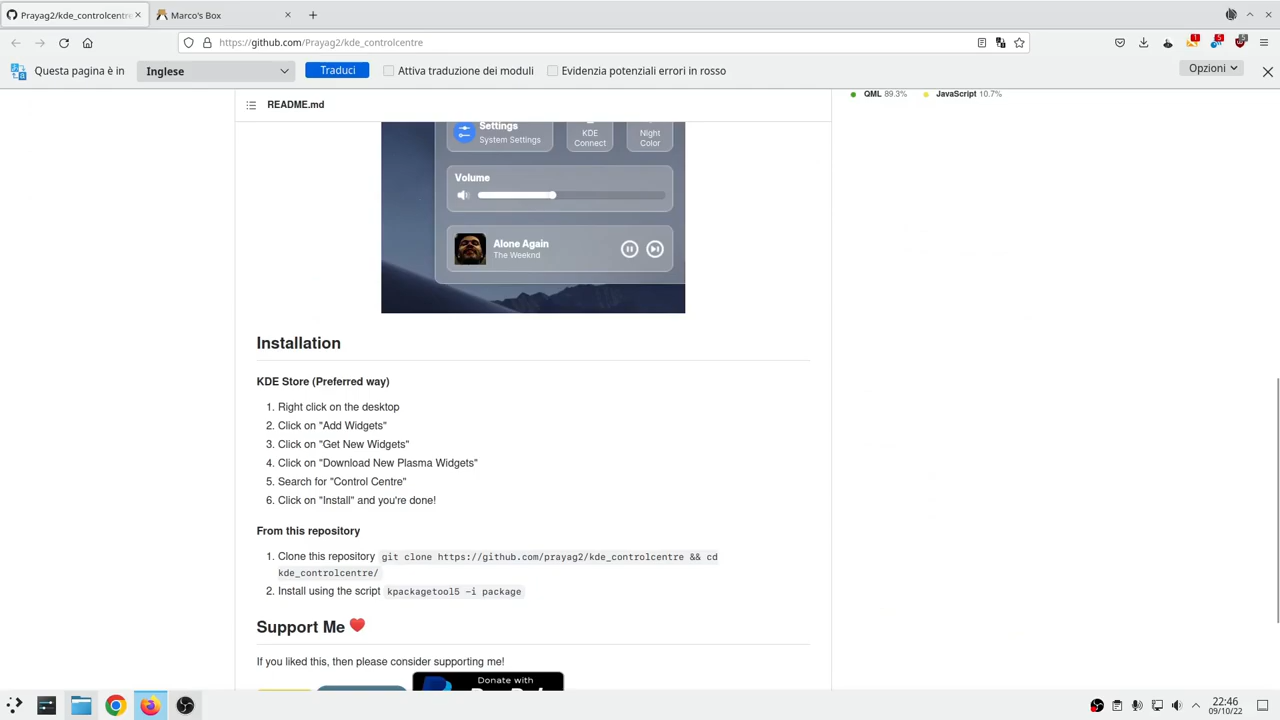 Prayag2/kde_controlcentre
Marco's Box
https://github.com/Prayag2/kde_controlcentre
1
5
Questa pagina è in
Inglese
Traduci
Attiva traduzione dei moduli
Evidenzia potenziali errori in rosso
Opzioni
README.md
QML 89.3%
JavaScript 10.7%
Settings
System Settings
KDE
Connect
Night
Color
Volume
Alone Again
The Weeknd
Installation
KDE Store (Preferred way)
1. Right click on the desktop
2. Click on "Add Widgets"
3. Click on "Get New Widgets"
4. Click on "Download New Plasma Widgets"
5. Search for "Control Centre"
6. Click on "Install" and you're done!
From this repository
1. Clone this repository git clone https://github.com/prayag2/kde_controlcentre && cd
kde_controlcentre/
2. Install using the script kpackagetool5 -i package
Support Me ❤️
If you liked this, then please consider supporting me!
Donate with
22:46
09/10/22